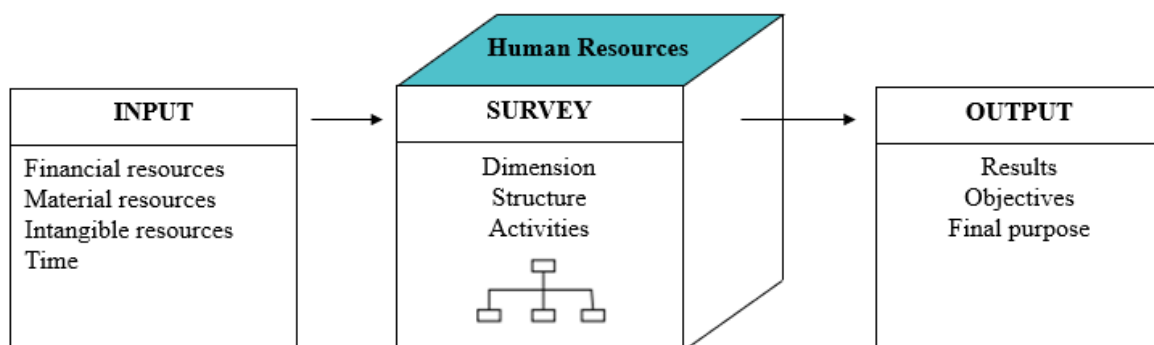 Human Resources
INPUT
Financial resources
Material resources
Intangible resources
Time
SURVEY
Dimension
Structure
Activities
OUTPUT
Results
Objectives
Final purpose